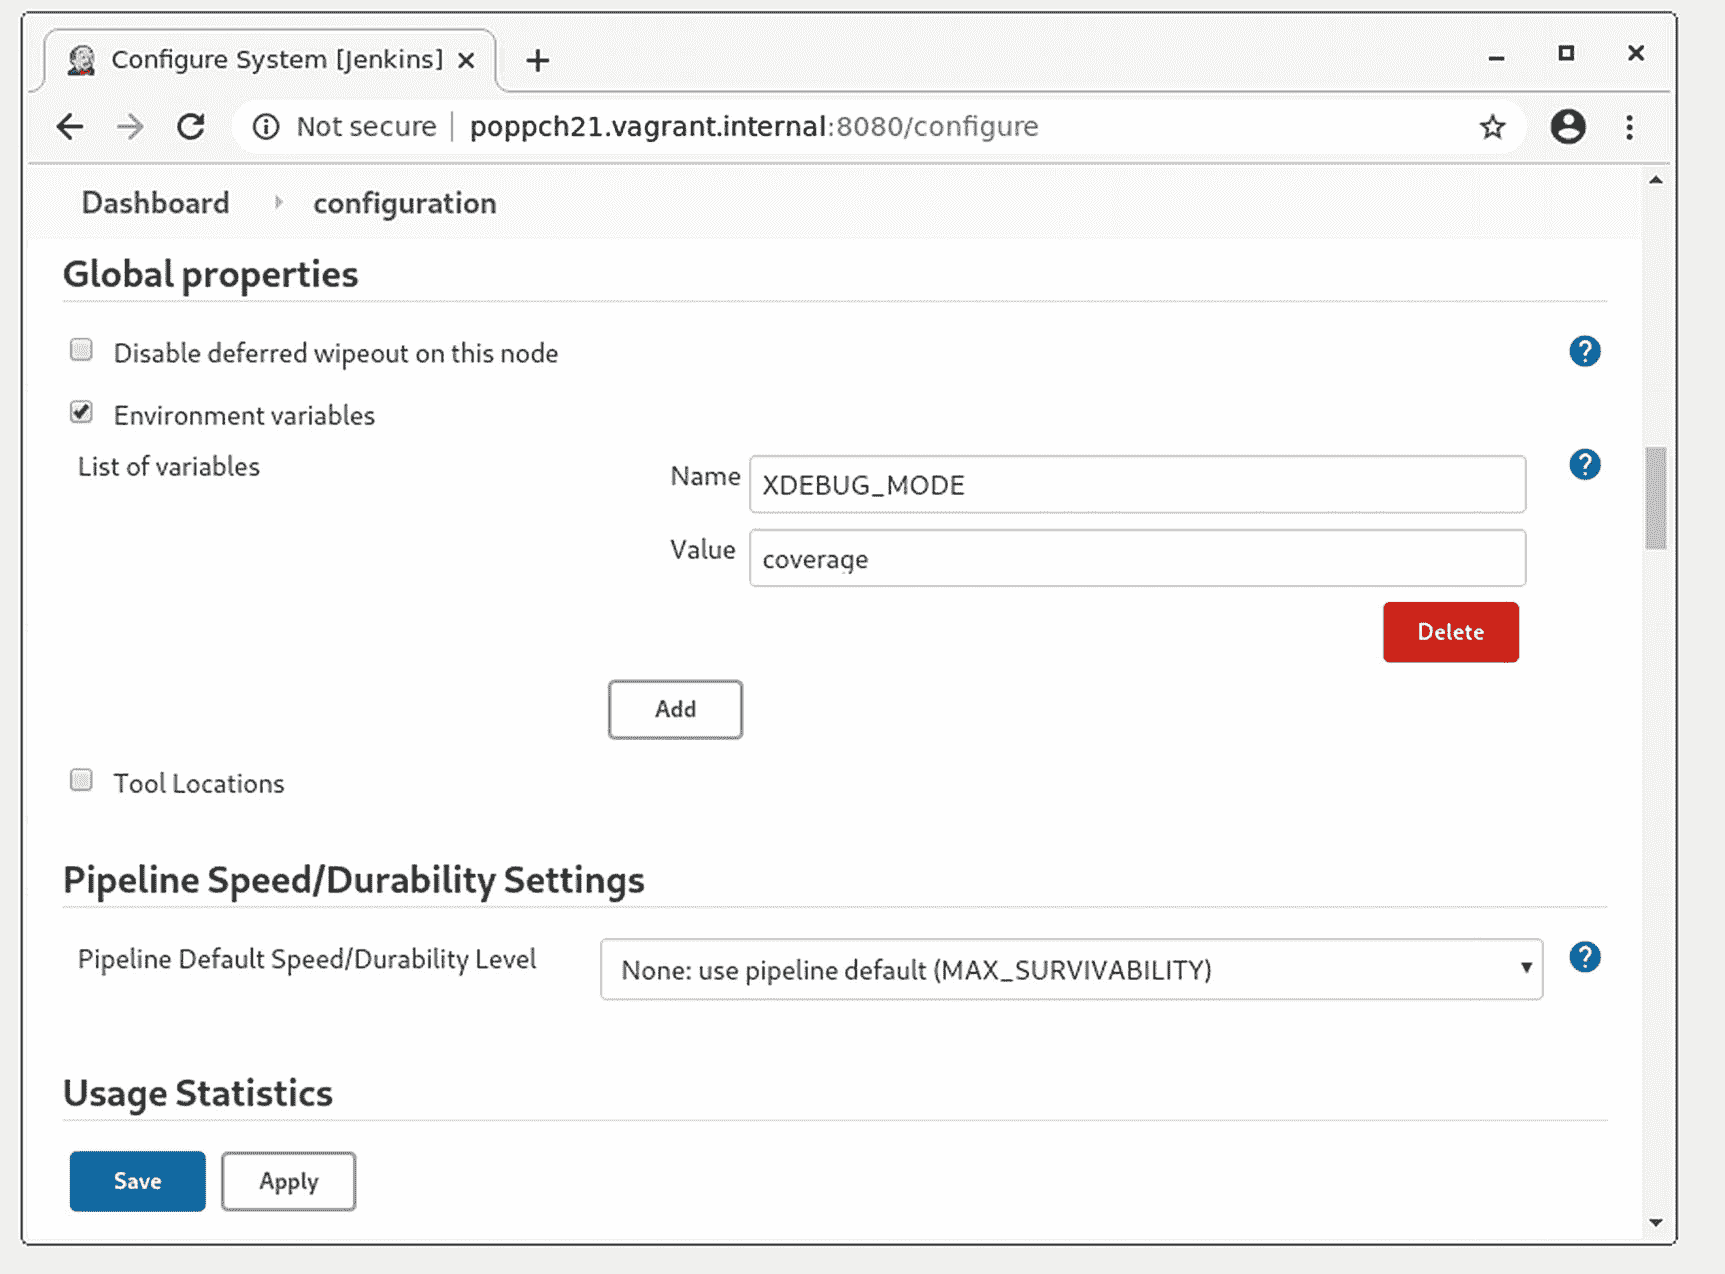 Configure System [Jenkins]
Not secure poppch21.vagrant.internal:8080/configure
Dashboard configuration
Global properties
Disable deferred wipeout on this node ?
Environment variables
List of variables ?
Name XDEBUG_MODE
Value coverage
Delete
Add
Tool Locations
Pipeline Speed/Durability Settings
Pipeline Default Speed/Durability Level None: use pipeline default (MAX_SURVIVABILITY) ?
Usage Statistics
Save Apply